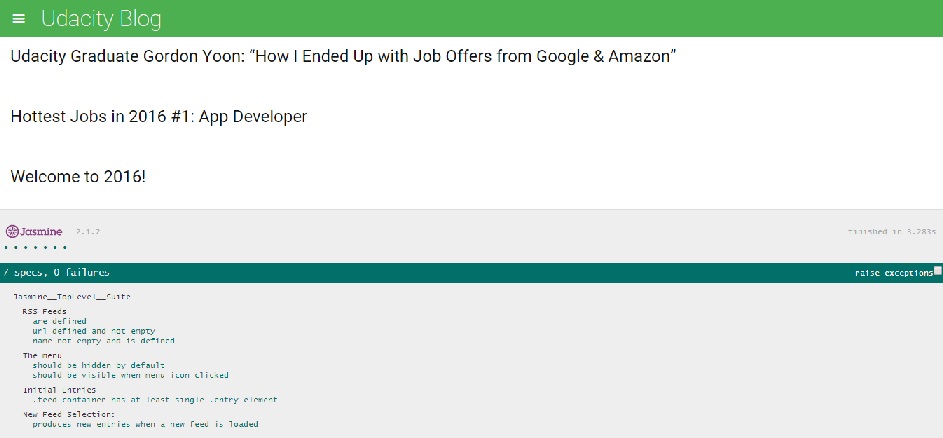 Udacity Blog
Udacity Graduate Gordon Yoon: “How I Ended Up with Job Offers from Google & Amazon”
Hottest Jobs in 2016 #1: App Developer
Welcome to 2016!
Jasmine 2.1.2 finished in 3.283s
7 specs, 0 failures raise exceptions
Jasmine__TopLevel__Suite
RSS Feeds
are defined
url defined and not empty
name not empty and is defined
The menu
should be hidden by default
should be visible when menu icon clicked
Initial Entries
.feed container has at least single .entry element
New Feed Selection:
produces new entries when a new feed is loaded